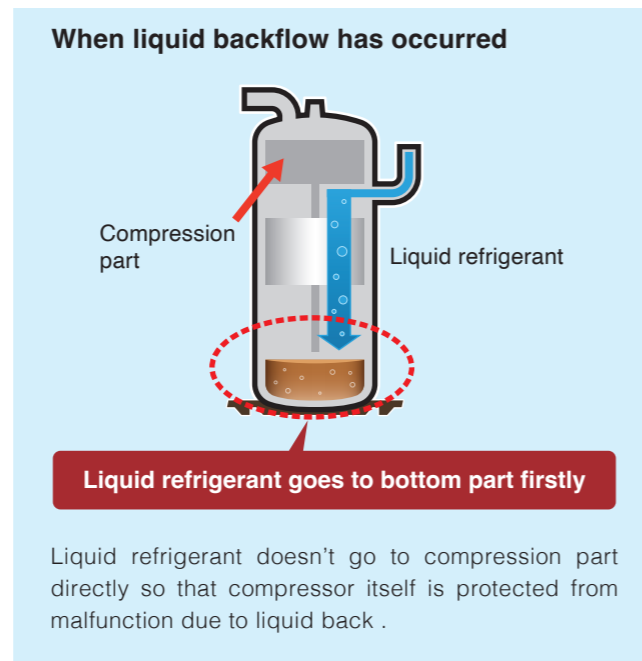 When liquid backflow has occurred
Compression
part
Liquid refrigerant
Liquid refrigerant goes to bottom part firstly
Liquid refrigerant doesn't go to compression part
directly so that compressor itself is protected from
malfunction due to liquid back .